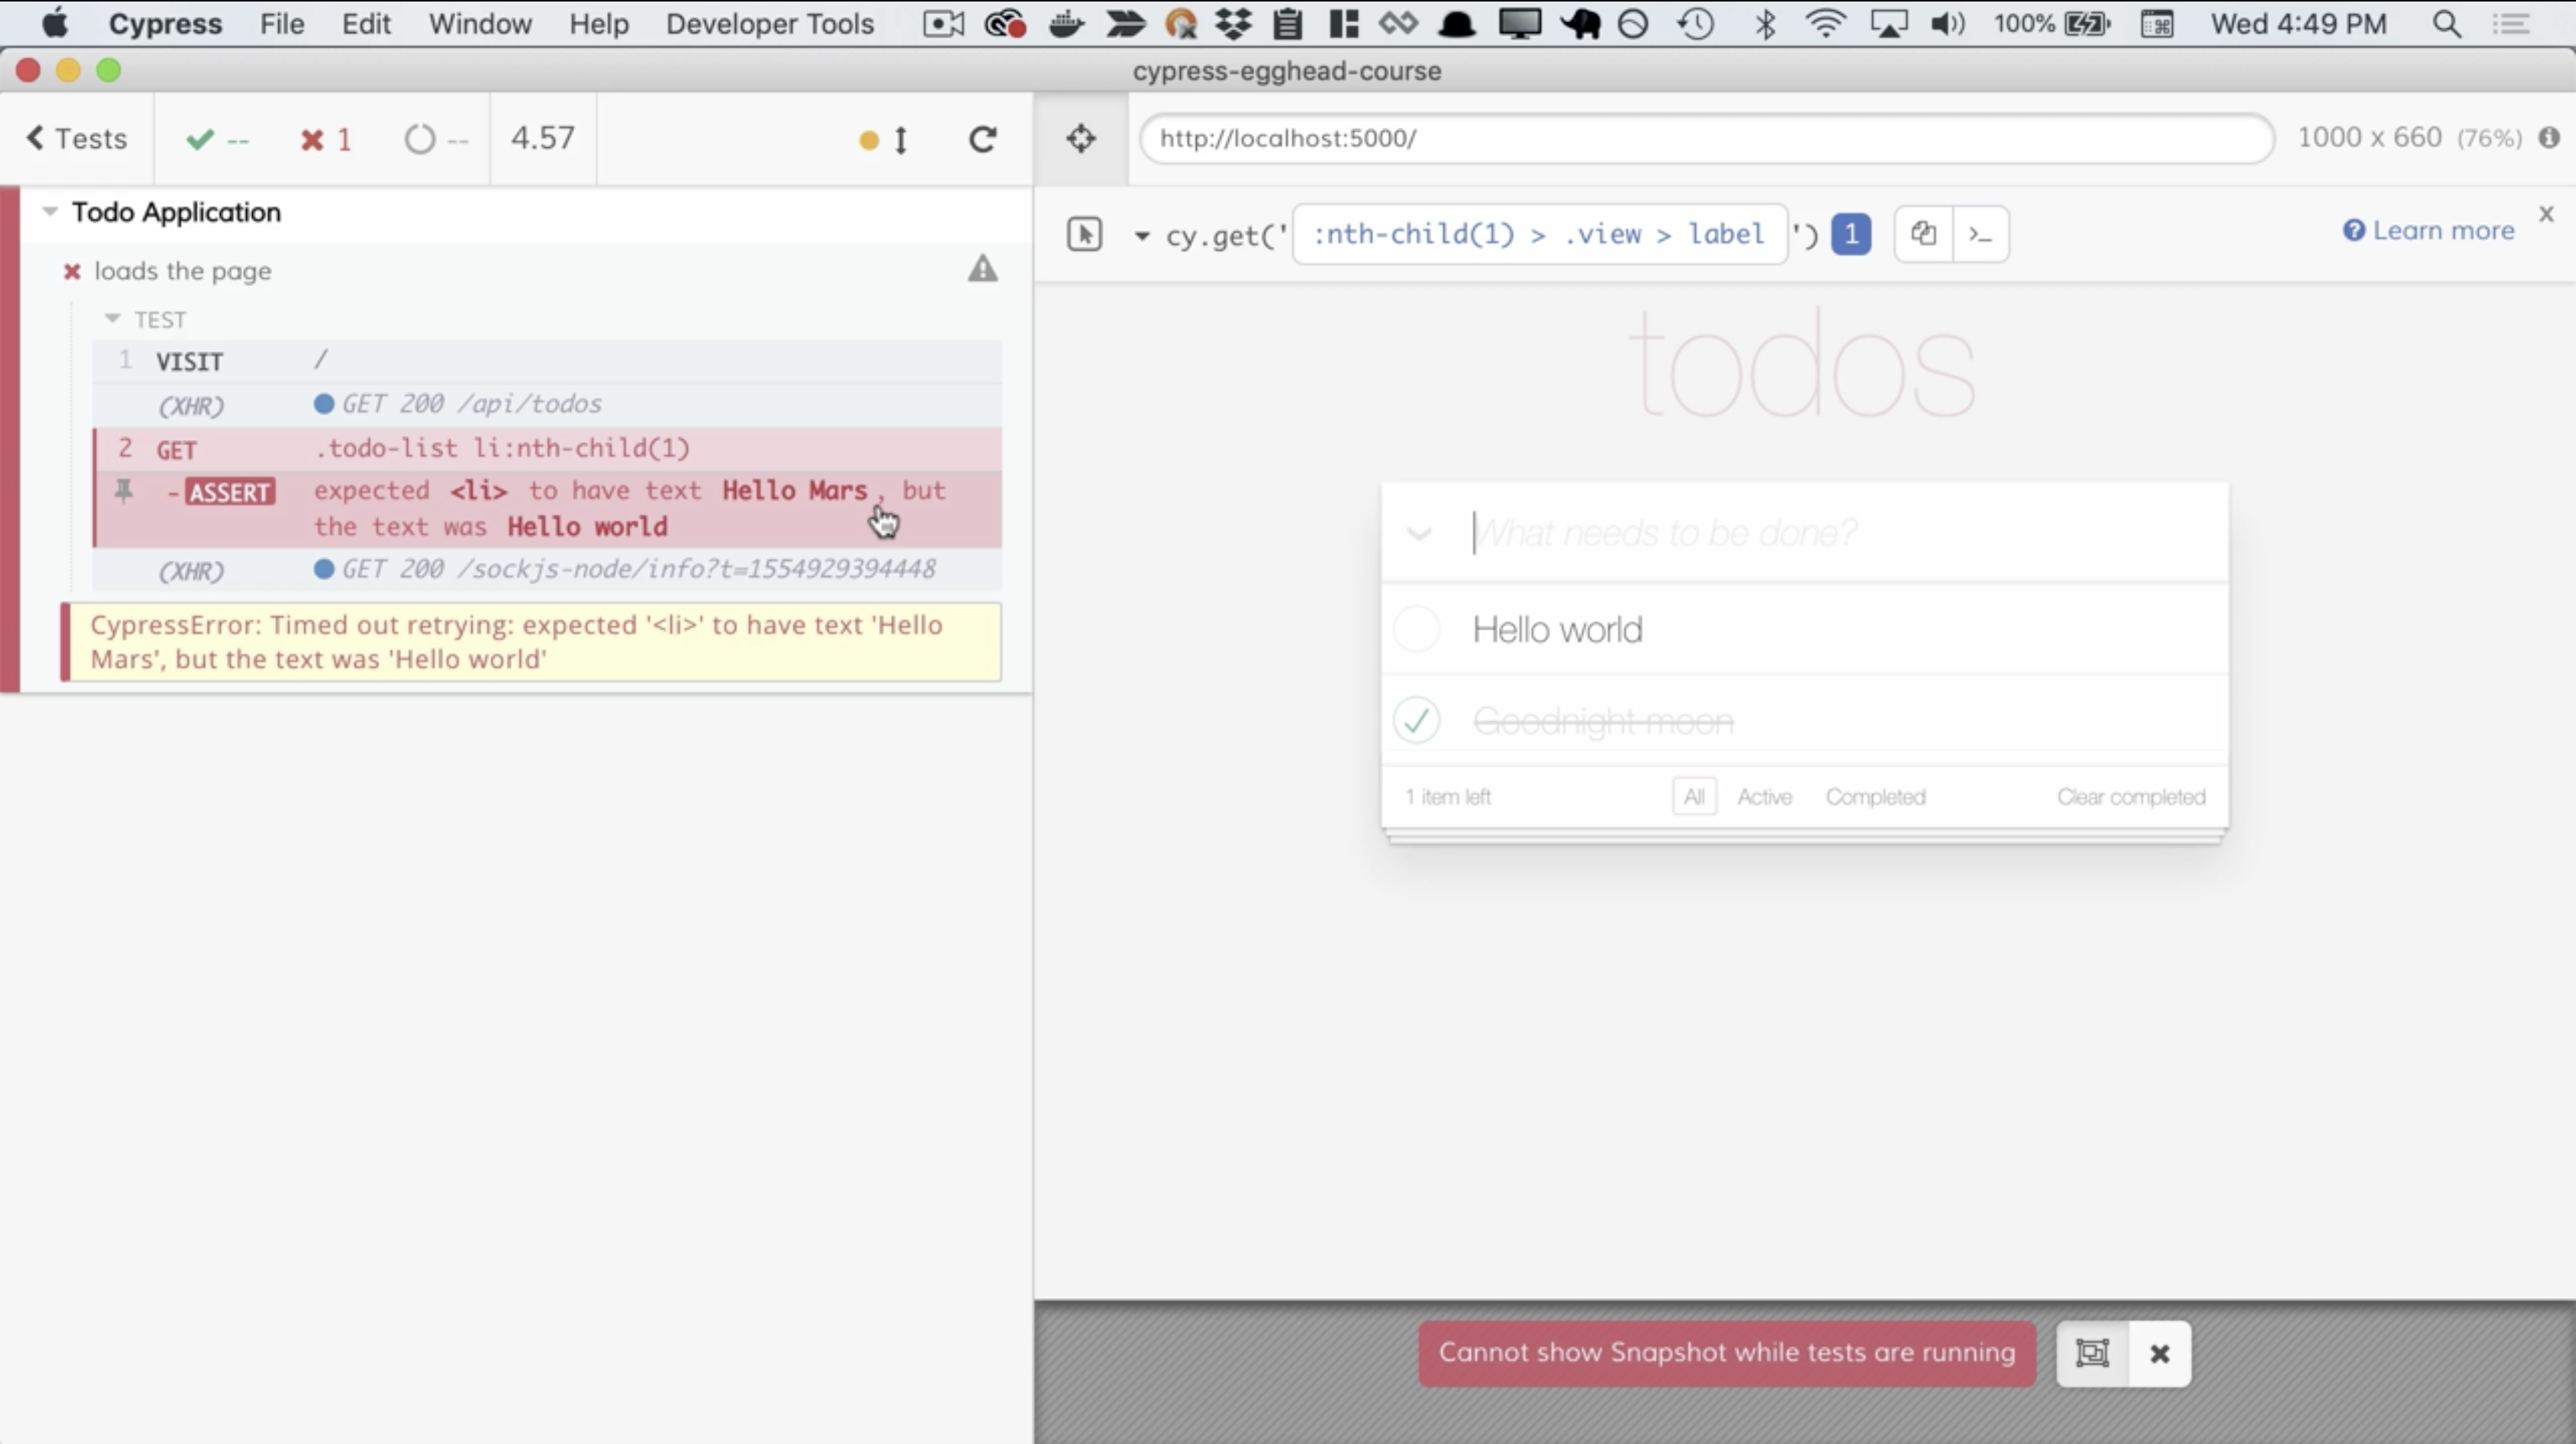 Cypress File Edit Window Help Developer Tools 100% Wed 4:49 PM
cypress-egghead-course
Tests -- 1 -- 4.57
http://localhost:5000/ 1000 x 660 (76%)
Todo Application
loads the page
TEST
1 VISIT /
(XHR) GET 200 /api/todos
2 GET .todo-list li:nth-child(1)
-ASSERT expected <li> to have text Hello Mars, but
the text was Hello world
(XHR) GET 200 /sockjs-node/info?t=1554929394448
CypressError: Timed out retrying: expected '<li>' to have text 'Hello
Mars', but the text was 'Hello world'
cy.get(' :nth-child(1) > .view > label ') 1 >_ Learn more x
todos
What needs to be done?
Hello world
Goodnight moon
1 item left All Active Completed Clear completed
Cannot show Snapshot while tests are running